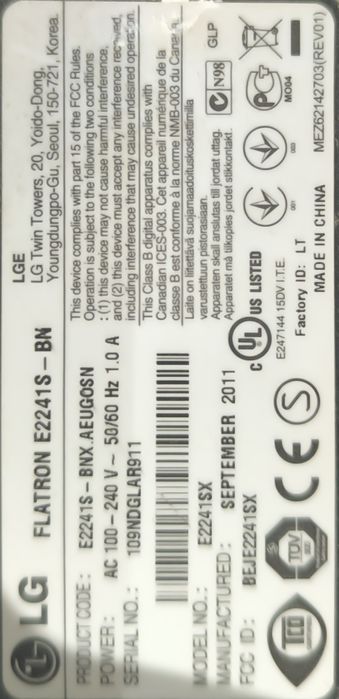 LG
FLATRON E2241S-BN
LGE
LG Twin Towers, 20, Yoido-Dong,
Youngdungpo-Gu, Seoul, 150-721, Korea.
PRODUCT CODE: E2241S-BNX.AEUGOSN
POWER: AC 100-240 V ~ 50/60 Hz 1.0 A
SERIAL NO.: 109NDGLAR911
This device complies with part 15 of the FCC Rules.
Operation is subject to the following two conditions
: (1) this device may not cause harmful interference,
and (2) this device must accept any interference received,
including interference that may cause undesired operation.
This Class B digital apparatus complies with
Canadian ICES-003. Cet appareil numérique de la
classe B est conforme à la norme NMB-003 du Canada.
Laite on liitettävä suojamaadoituskoskettimilla
varustettuun pistorasiaan.
Apparaten skall anslutas till jordat uttag.
Apparatet må tilkoples jordet stikkontakt.
MODEL NO.: E2241SX
MANUFACTURED: SEPTEMBER 2011
FCC ID: BEJE2241SX
N98
GLP
C UL US LISTED
E247144 15DV I.T.E.
MO04
Factory ID: LT
MADE IN CHINA
MEZ62142703(REV01)
TCO
TÜV
CE
S